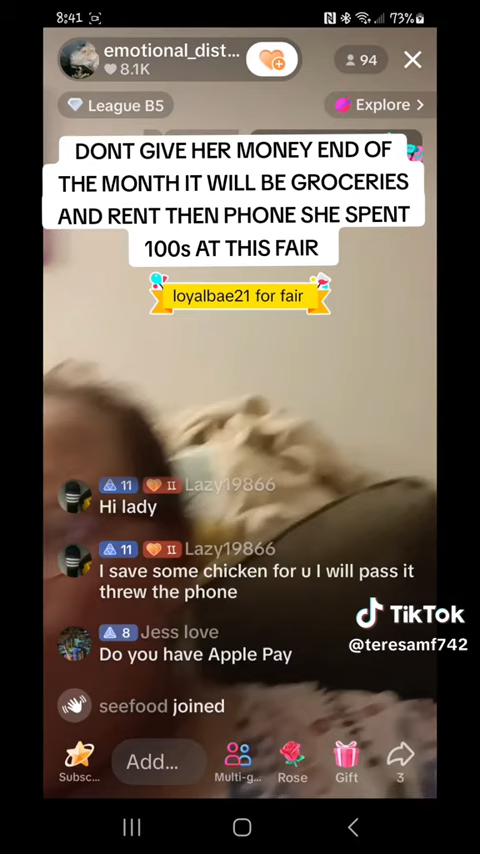 8:41
73%
emotional_dist...
8.1K
94
League B5
Explore >
DONT GIVE HER MONEY END OF
THE MONTH IT WILL BE GROCERIES
AND RENT THEN PHONE SHE SPENT
100s AT THIS FAIR
loyalbae21 for fair
11 II Lazy19866
Hi lady
11 II Lazy19866
I save some chicken for u I will pass it
threw the phone
TikTok
@teresamf742
8 Jess love
Do you have Apple Pay
seefood joined
Add...
Subsc...
Multi-g...
Rose
Gift
3